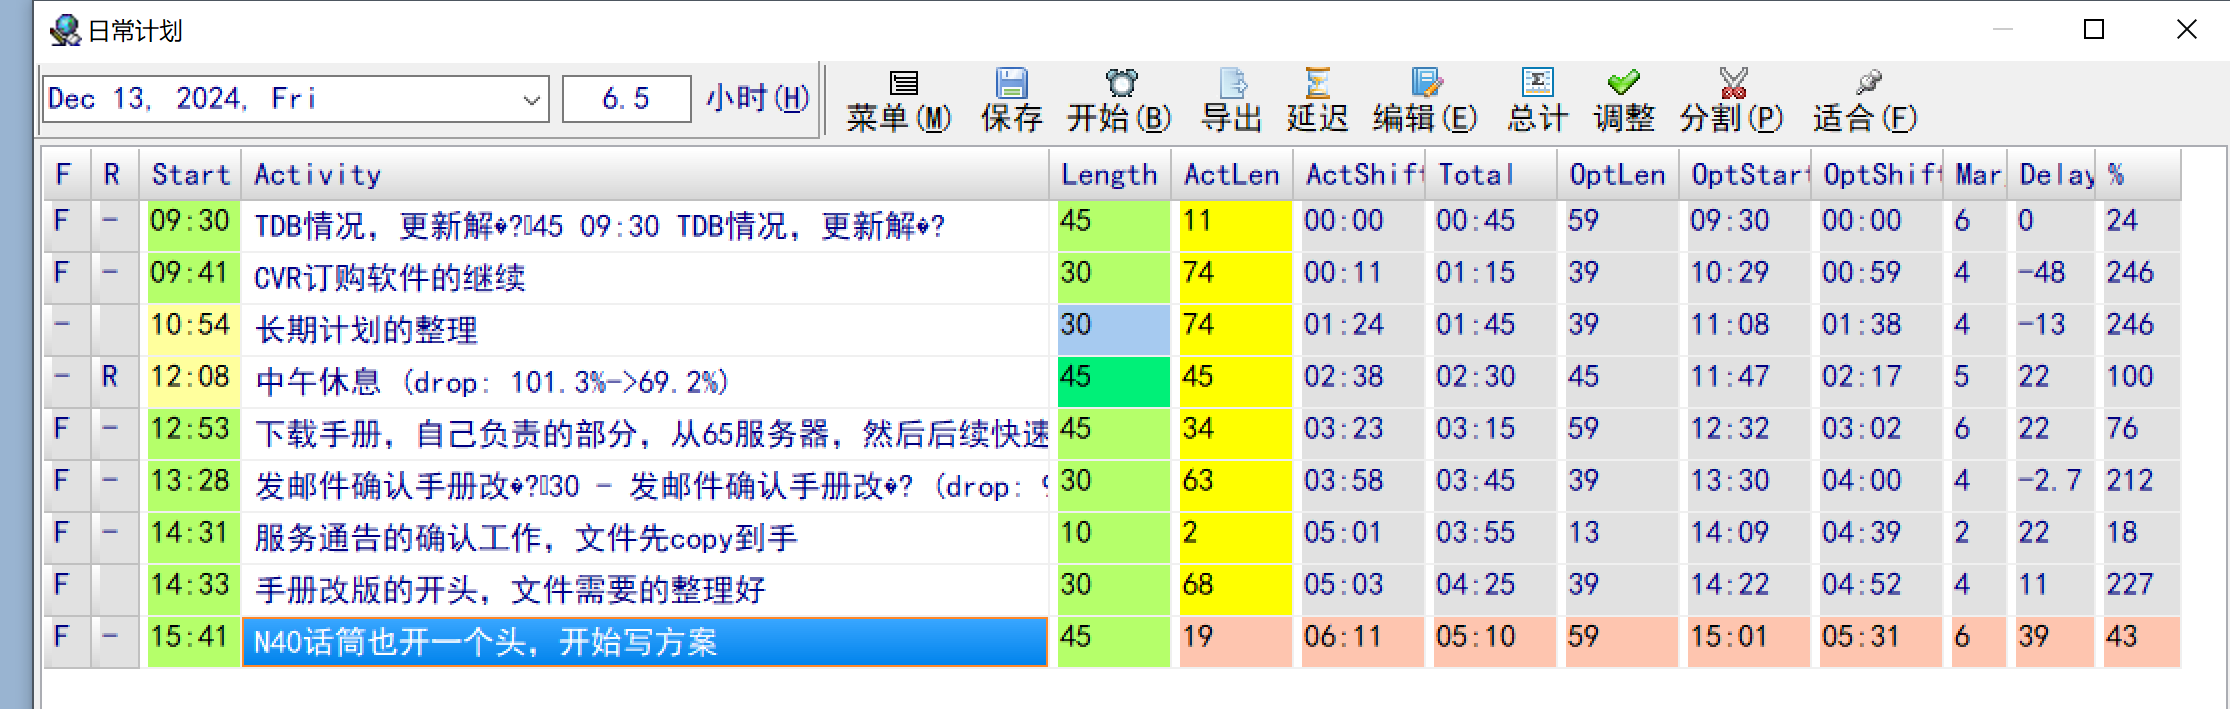 日常计划
Dec 13, 2024, Fri 6.5 小时(H) 菜单(M) 保存 开始(B) 导出 延迟 编辑(E) 总计 调整 分割(P) 适合(F)
F R Start Activity Length ActLen ActShift Total OptLen OptStart OptShift Mar Delay %
F - 09:30 TDB情况，更新解�?45 09:30 TDB情况，更新解�? 45 11 00:00 00:45 59 09:30 00:00 6 0 24
F - 09:41 CVR订购软件的继续 30 74 00:11 01:15 39 10:29 00:59 4 -48 246
- 10:54 长期计划的整理 30 74 01:24 01:45 39 11:08 01:38 4 -13 246
- R 12:08 中午休息 (drop: 101.3%->69.2%) 45 45 02:38 02:30 45 11:47 02:17 5 22 100
F - 12:53 下载手册，自己负责的部分，从65服务器，然后后续快速 45 34 03:23 03:15 59 12:32 03:02 6 22 76
F - 13:28 发邮件确认手册改�?30 - 发邮件确认手册改�? (drop: 30 63 03:58 03:45 39 13:30 04:00 4 -2.7 212
F - 14:31 服务通告的确认工作，文件先copy到手 10 2 05:01 03:55 13 14:09 04:39 2 22 18
F 14:33 手册改版的开头，文件需要的整理好 30 68 05:03 04:25 39 14:22 04:52 4 11 227
F - 15:41 N40话筒也开一个头，开始写方案 45 19 06:11 05:10 59 15:01 05:31 6 39 43